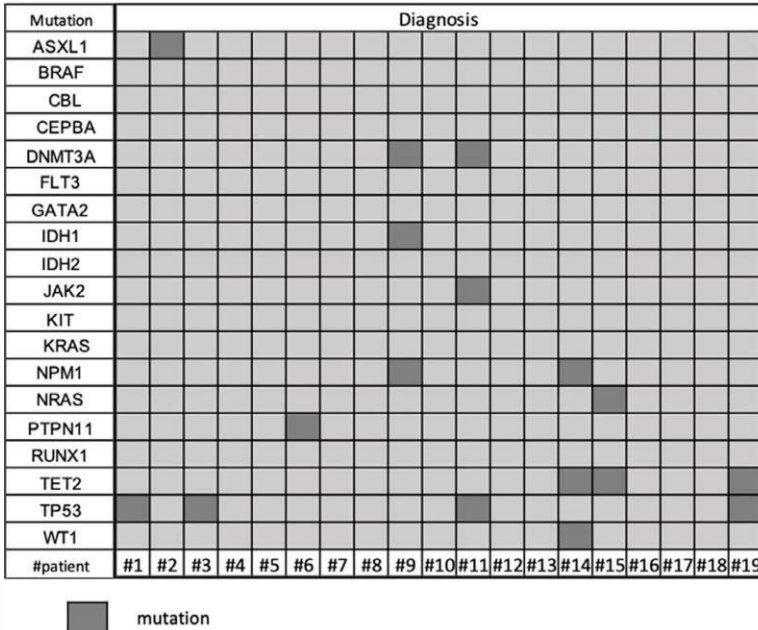 Mutation Diagnosis
ASXL1
BRAF
CBL
CEPBA
DNMT3A
FLT3
GATA2
IDH1
IDH2
JAK2
KIT
KRAS
NPM1
NRAS
PTPN11
RUNX1
TET2
TP53
WT1
#patient #1 #2 #3 #4 #5 #6 #7 #8 #9 #10 #11 #12 #13 #14 #15 #16 #17 #18 #19
mutation